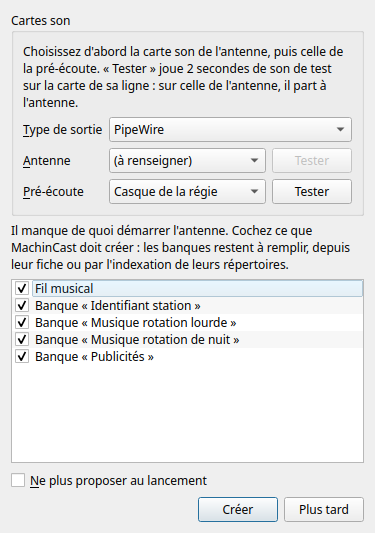 Cartes son
Choisissez d'abord la carte son de l'antenne, puis celle de
la pré-écoute. « Tester » joue 2 secondes de son de test
sur la carte de sa ligne : sur celle de l'antenne, il part à
l'antenne.
Type de sortie PipeWire
Antenne (à renseigner) Tester
Pré-écoute Casque de la régie Tester
Il manque de quoi démarrer l'antenne. Cochez ce que
MachinCast doit créer : les banques restent à remplir, depuis
leur fiche ou par l'indexation de leurs répertoires.
Fil musical
Banque « Identifiant station »
Banque « Musique rotation lourde »
Banque « Musique rotation de nuit »
Banque « Publicités »
Ne plus proposer au lancement
Créer Plus tard